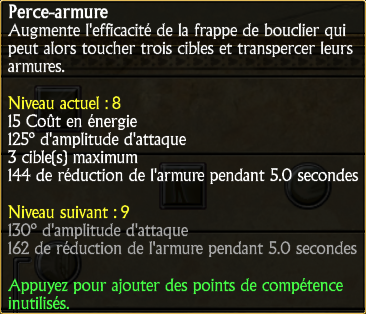 Perce-armure
Augmente l'efficacité de la frappe de bouclier qui
peut alors toucher trois cibles et transpercer leurs
armures.
Niveau actuel : 8
15 Coût en énergie
125° d'amplitude d'attaque
3 cible(s) maximum
144 de réduction de l'armure pendant 5.0 secondes
Niveau suivant : 9
130° d'amplitude d'attaque
162 de réduction de l'armure pendant 5.0 secondes
Appuyez pour ajouter des points de compétence
inutilisés.